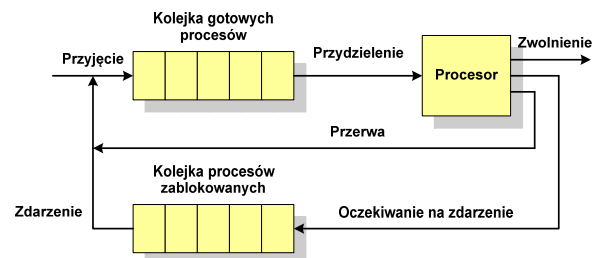 Kolejka gotowych
procesów
Przyjęcie
Przydzielenie
Zwolnienie
Procesor
Przerwa
Kolejka procesów
zablokowanych
Zdarzenie
Oczekiwanie na zdarzenie